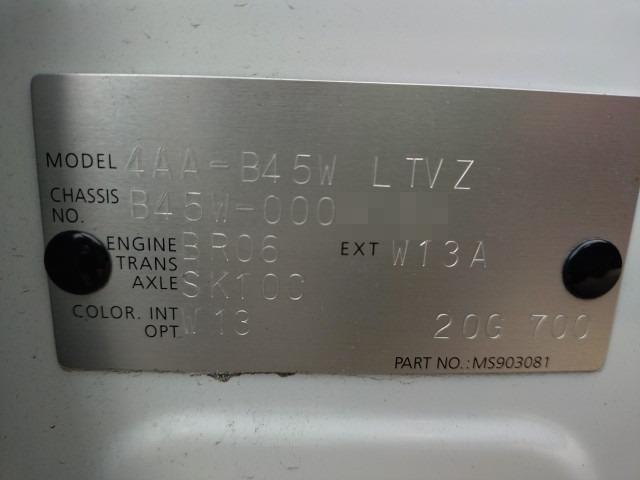 MODEL 4AA-B45W LTVZ
CHASSIS NO. B45W-000
ENGINE BR06 EXT W13A
TRANS AXLE SK10C
COLOR. INT W13
OPT 20G 700
PART NO.: MS903081